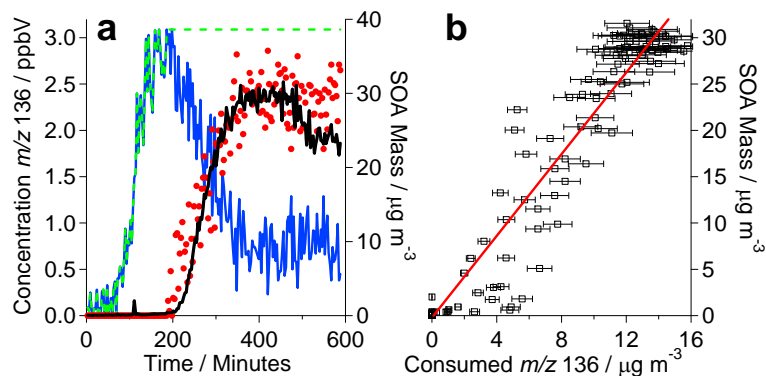 a
Concentration m/z 136 / ppbV
3.0
2.5
2.0
1.5
1.0
0.5
0.0
40
30
20
10
0
SOA Mass / µg m⁻³
0 200 400 600
Time / Minutes
b
30
25
20
15
10
5
0
SOA Mass / µg m⁻³
0 4 8 12 16
Consumed m/z 136 / µg m⁻³